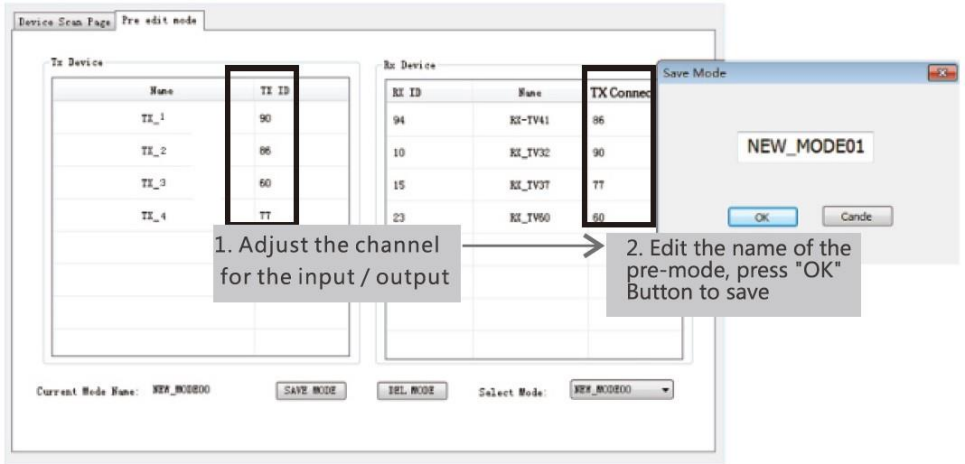 Device Scan Page Pre edit mode
Tx Device
Name TX ID
TX_1 90
TX_2 86
TX_3 60
TX_4 77
Rx Device
RX ID Name TX Connec
94 RX-TV41 86
10 RX_TV32 90
15 RX_TV37 77
23 RX_TV60 60
Save Mode
NEW_MODE01
OK Cande
1. Adjust the channel
for the input / output
2. Edit the name of the
pre-mode, press "OK"
Button to save
Current Mode Name: NEW_MODE00 SAVE MODE DEL MODE Select Mode: NEW_MODE00